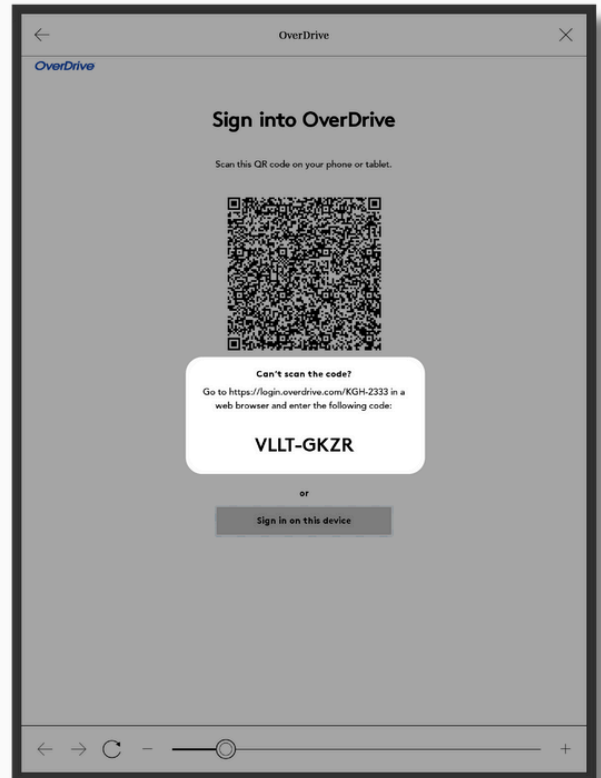 OverDrive
OverDrive
Sign into OverDrive
Scan this QR code on your phone or tablet.
Can't scan the code?
Go to https://login.overdrive.com/KGH-2333 in a
web browser and enter the following code:
VLLT-GKZR
or
Sign in on this device